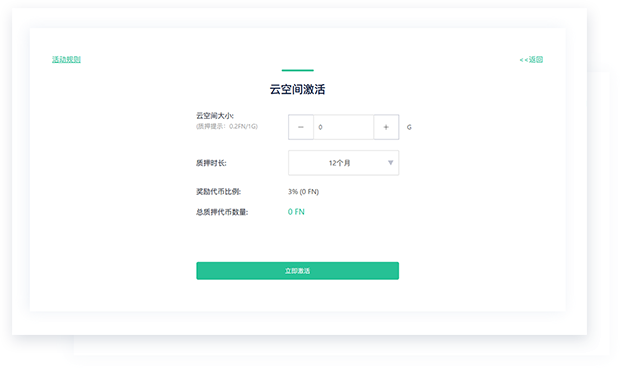 活动规则
<<返回
云空间激活
云空间大小:
(质押提示：0.2FN/1G)
− 0 + G
质押时长:
12个月
奖励代币比例:
3% (0 FN)
总质押代币数量:
0 FN
立即激活